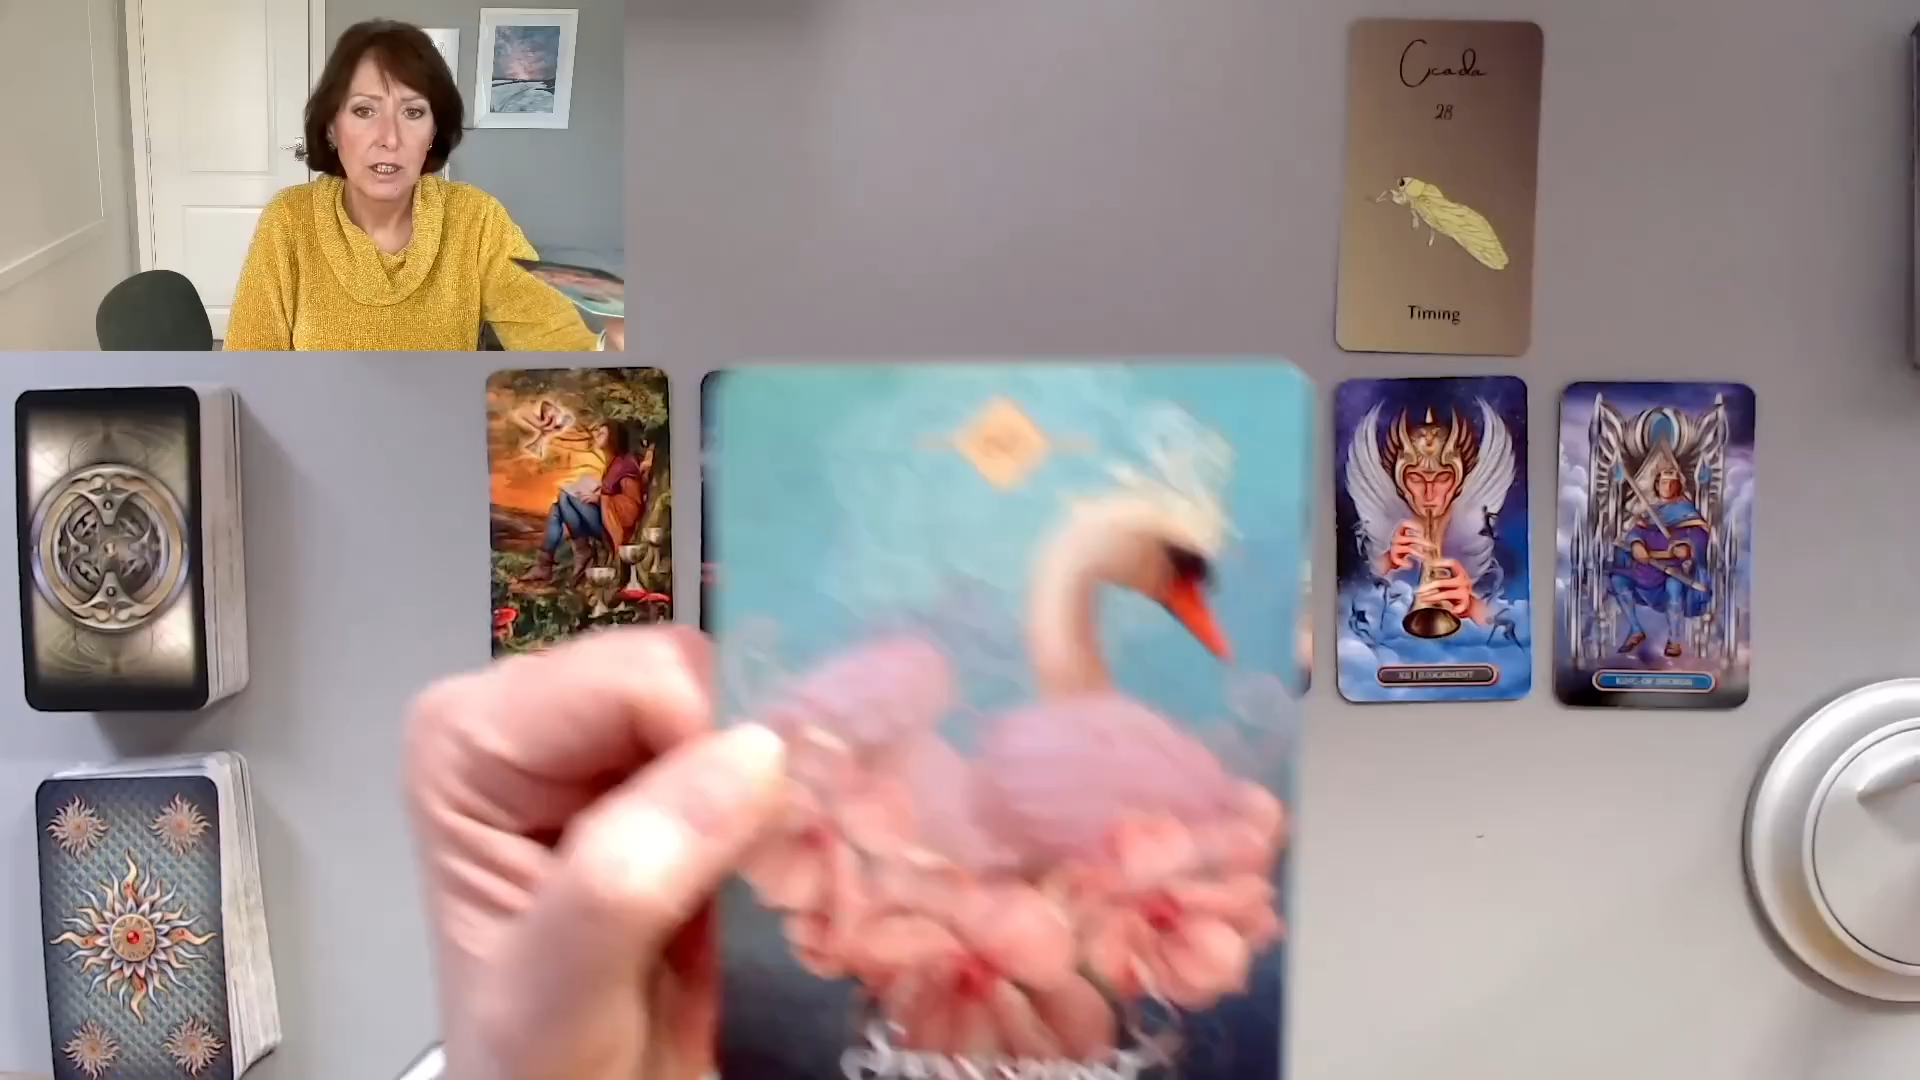 Cicada
28
Timing
XX | JUDGEMENT
KING OF SWORDS